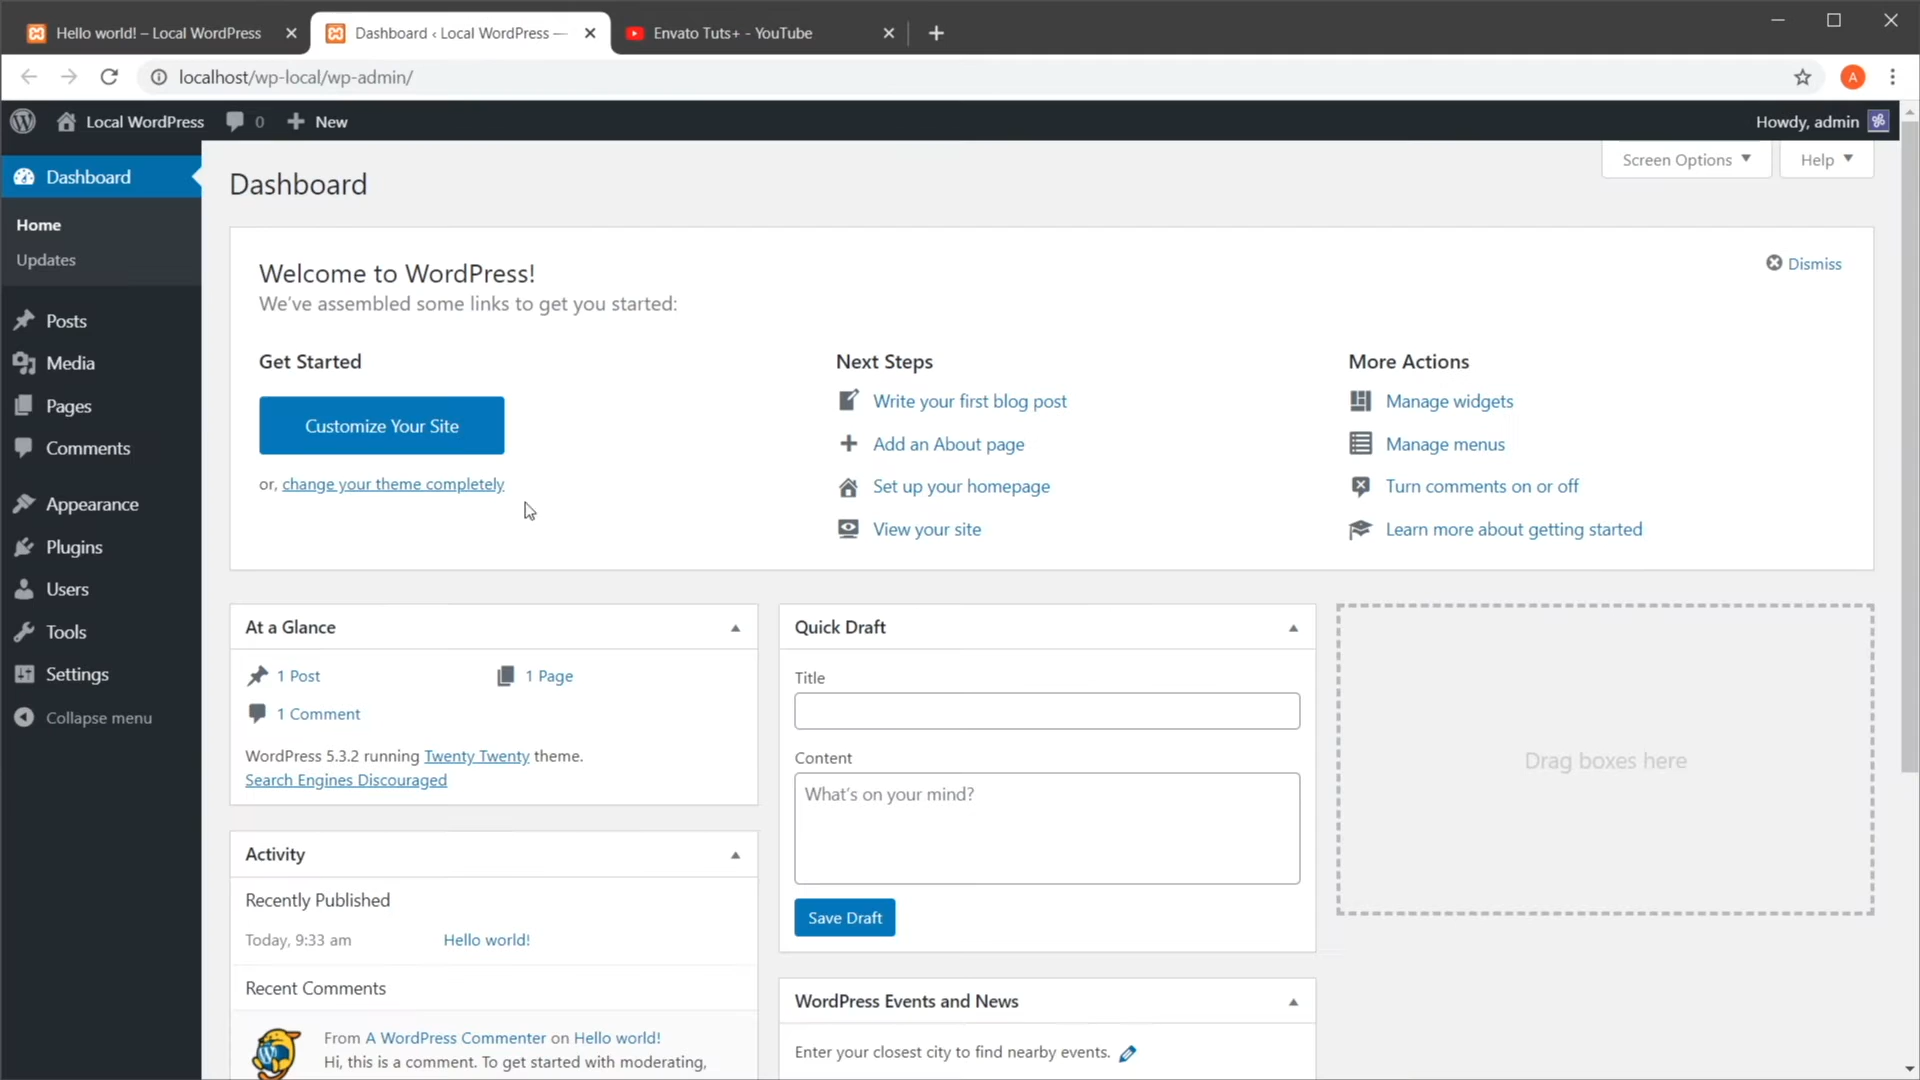 Hello world! – Local WordPress
Dashboard ‹ Local WordPress —
Envato Tuts+ - YouTube
localhost/wp-local/wp-admin/
A
Local WordPress
0
New
Howdy, admin
Dashboard
Home
Updates
Posts
Media
Pages
Comments
Appearance
Plugins
Users
Tools
Settings
Collapse menu
Screen Options
Help
Dashboard
Welcome to WordPress!
We've assembled some links to get you started:
Dismiss
Get Started
Customize Your Site
or, change your theme completely
Next Steps
Write your first blog post
Add an About page
Set up your homepage
View your site
More Actions
Manage widgets
Manage menus
Turn comments on or off
Learn more about getting started
At a Glance
1 Post
1 Page
1 Comment
WordPress 5.3.2 running Twenty Twenty theme.
Search Engines Discouraged
Activity
Recently Published
Today, 9:33 am
Hello world!
Recent Comments
From A WordPress Commenter on Hello world!
Hi, this is a comment. To get started with moderating,
Quick Draft
Title
Content
What's on your mind?
Save Draft
WordPress Events and News
Enter your closest city to find nearby events.
Drag boxes here